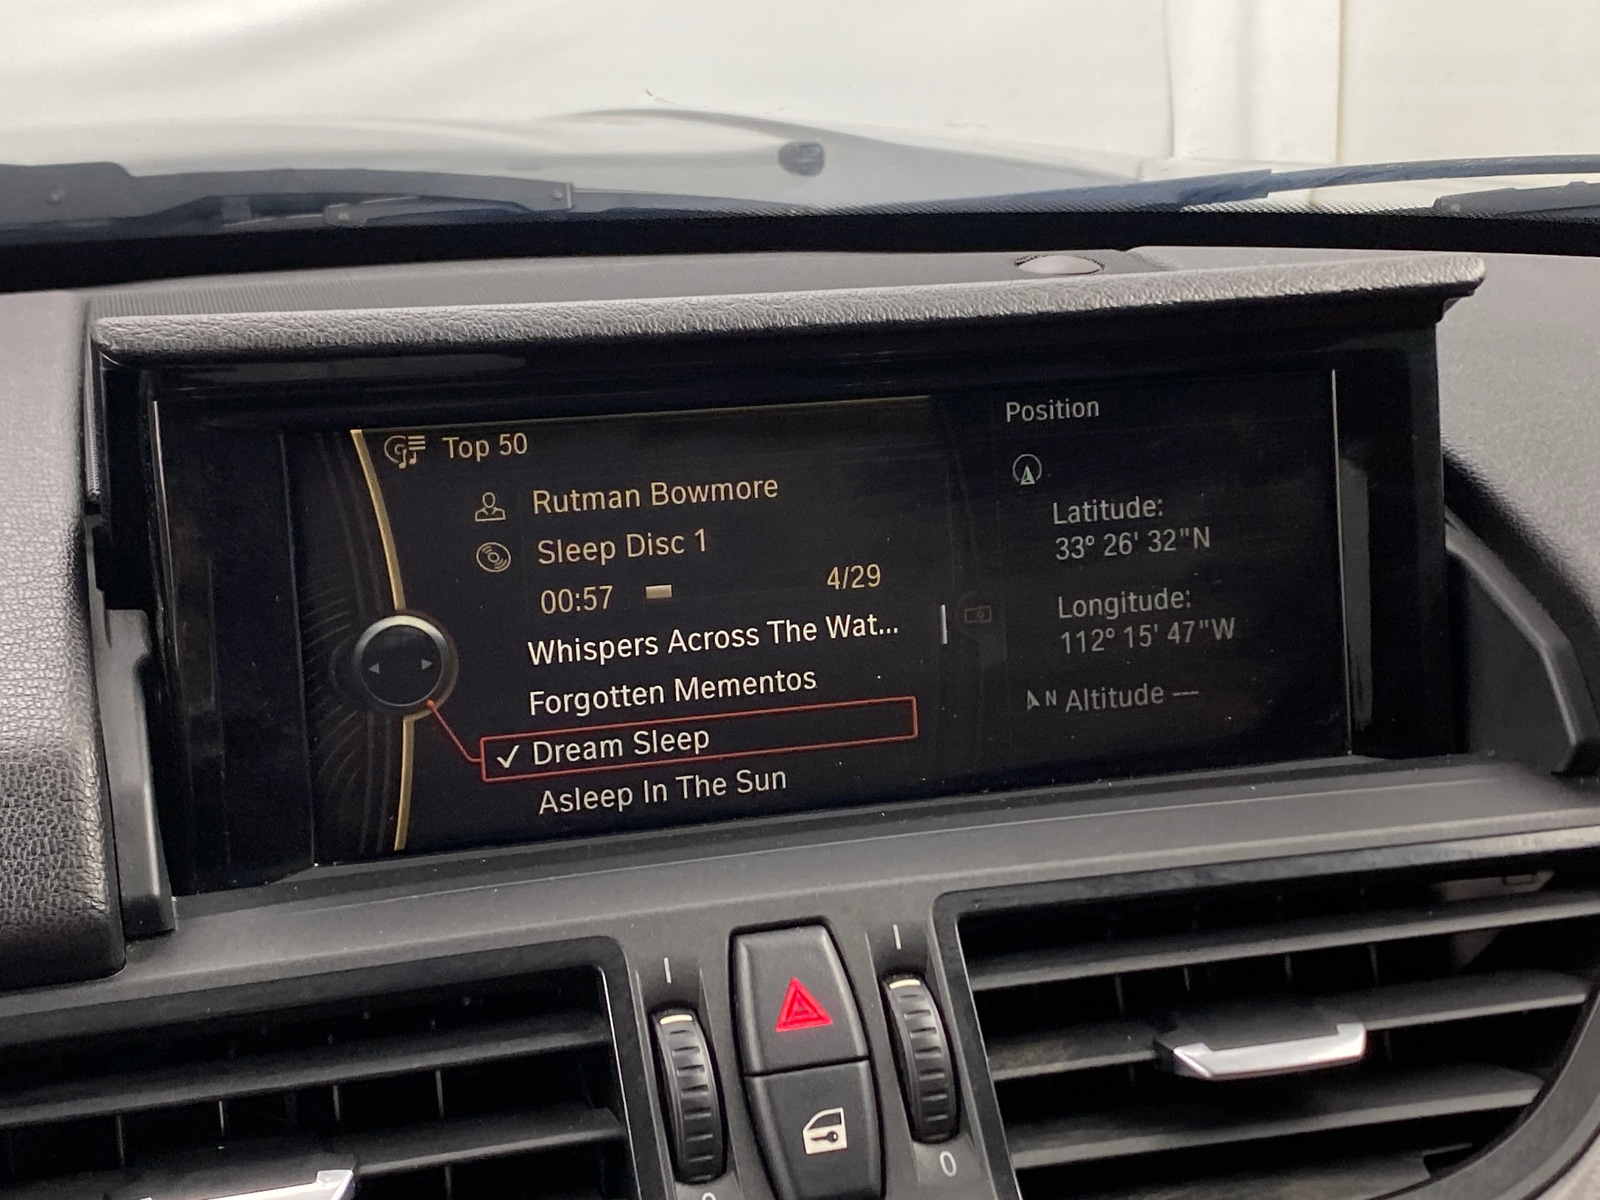 Top 50
Rutman Bowmore
Sleep Disc 1
00:57 4/29
Whispers Across The Wat...
Forgotten Mementos
✓ Dream Sleep
Asleep In The Sun
Position
Latitude:
33° 26' 32"N
Longitude:
112° 15' 47"W
N Altitude ---
0